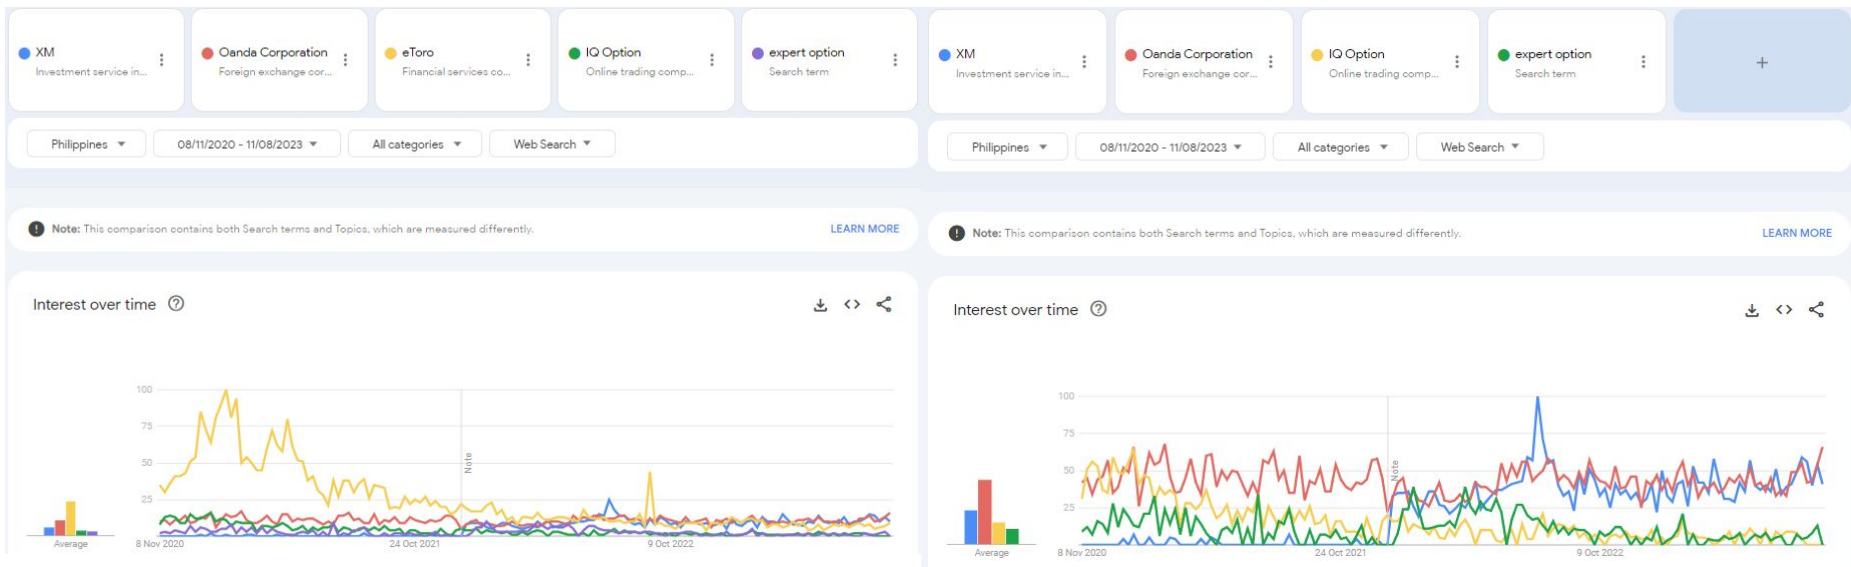 XM
Investment service in...
Oanda Corporation
Foreign exchange cor...
eToro
Financial services co...
IQ Option
Online trading comp...
expert option
Search term
Philippines
08/11/2020 - 11/08/2023
All categories
Web Search
Note: This comparison contains both Search terms and Topics, which are measured differently.
LEARN MORE
Interest over time
100
75
50
25
Note
Average
8 Nov 2020
24 Oct 2021
9 Oct 2022
XM
Investment service in...
Oanda Corporation
Foreign exchange cor...
IQ Option
Online trading comp...
expert option
Search term
+
Philippines
08/11/2020 - 11/08/2023
All categories
Web Search
Note: This comparison contains both Search terms and Topics, which are measured differently.
LEARN MORE
Interest over time
100
75
50
25
Note
Average
8 Nov 2020
24 Oct 2021
9 Oct 2022